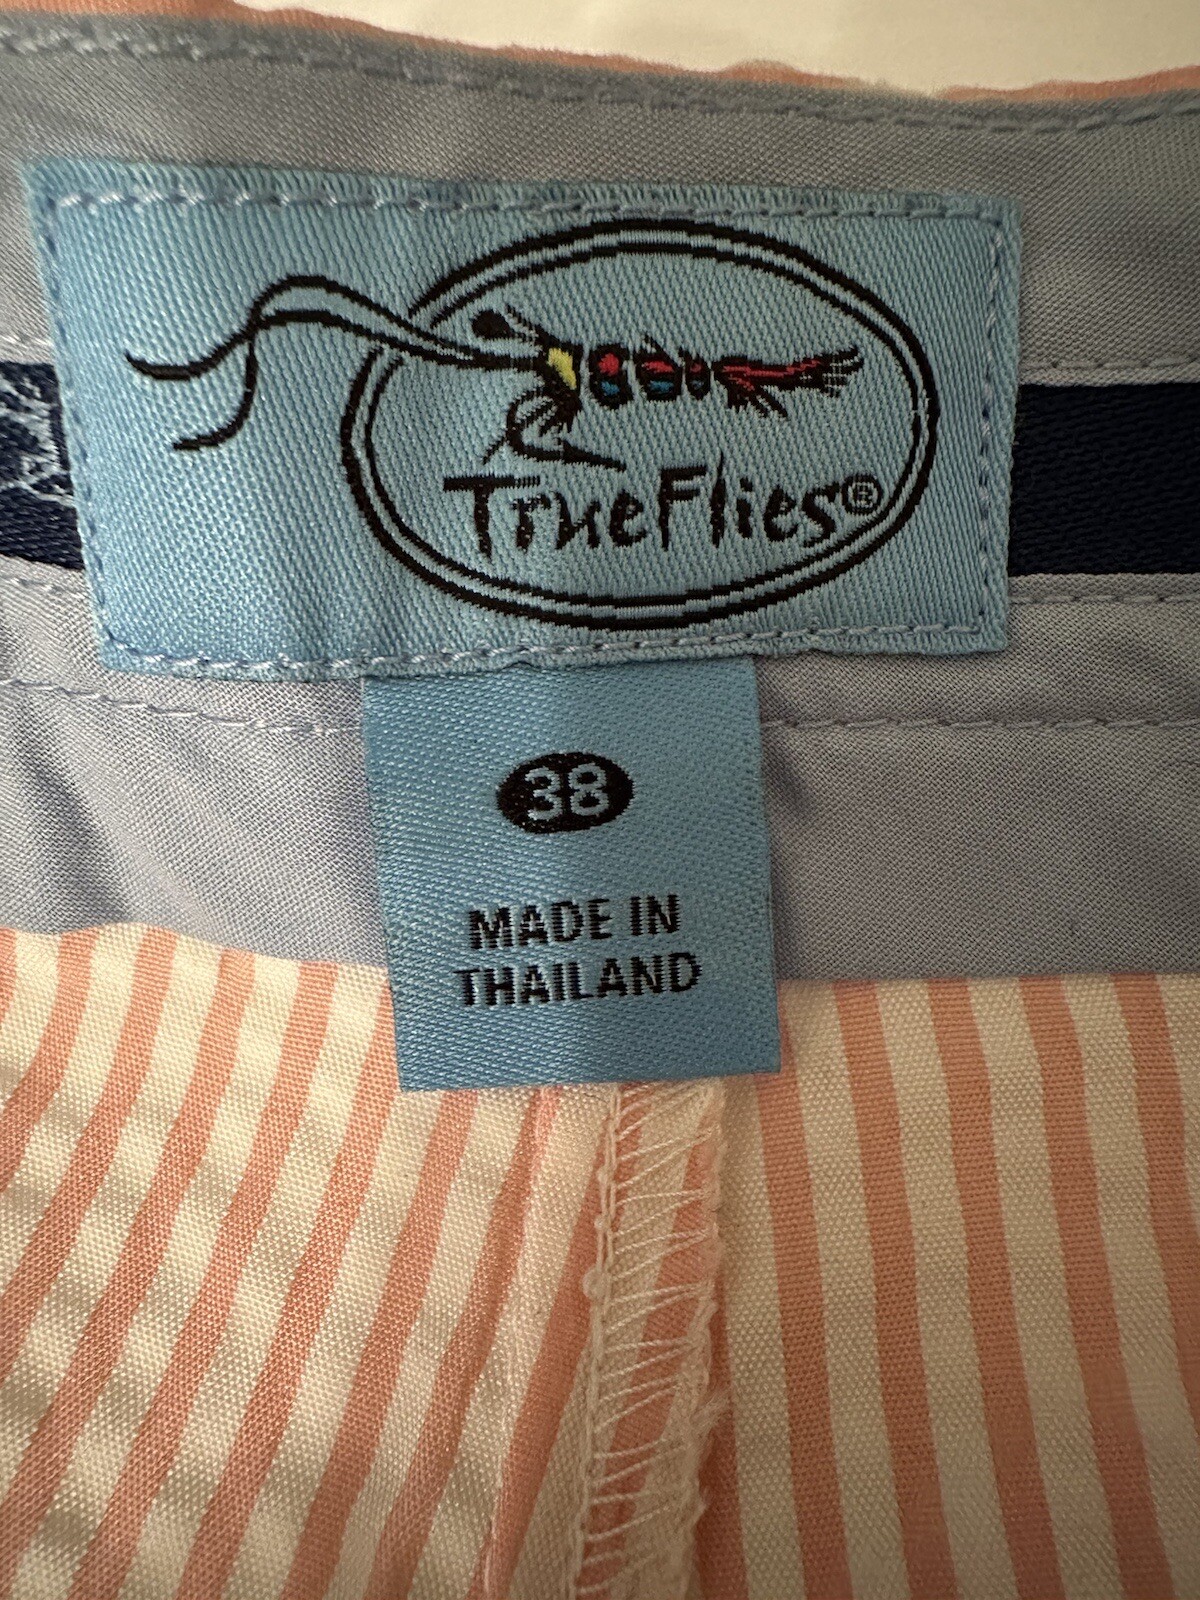 TrueFlies®
38
MADE IN
THAILAND